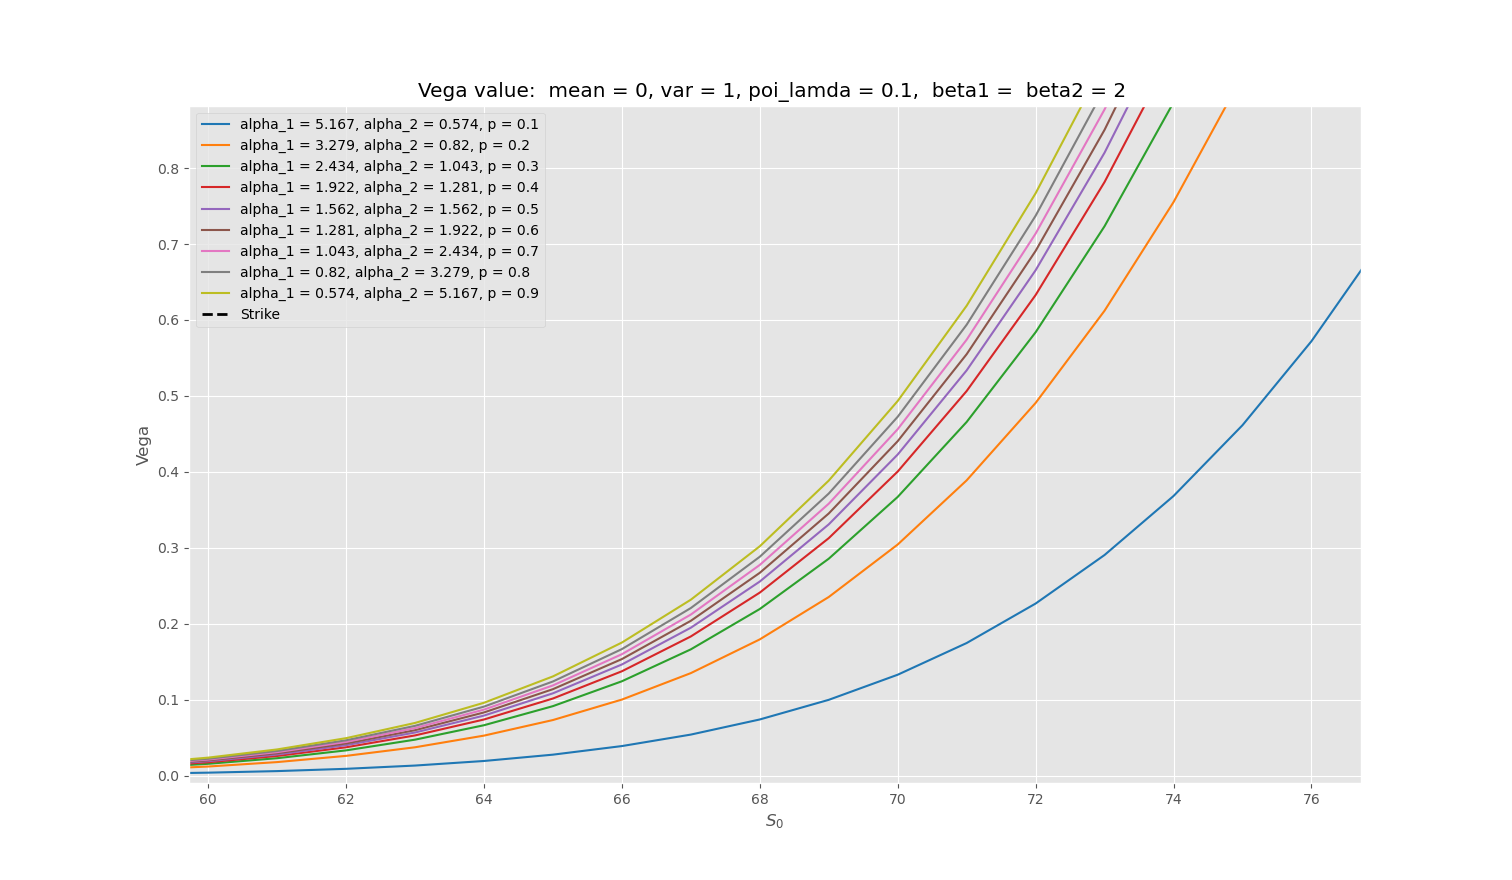 Vega value:  mean = 0, var = 1, poi_lamda = 0.1,  beta1 =  beta2 = 2
alpha_1 = 5.167, alpha_2 = 0.574, p = 0.1
alpha_1 = 3.279, alpha_2 = 0.82, p = 0.2
alpha_1 = 2.434, alpha_2 = 1.043, p = 0.3
alpha_1 = 1.922, alpha_2 = 1.281, p = 0.4
alpha_1 = 1.562, alpha_2 = 1.562, p = 0.5
alpha_1 = 1.281, alpha_2 = 1.922, p = 0.6
alpha_1 = 1.043, alpha_2 = 2.434, p = 0.7
alpha_1 = 0.82, alpha_2 = 3.279, p = 0.8
alpha_1 = 0.574, alpha_2 = 5.167, p = 0.9
Strike
0.8
0.7
0.6
0.5
0.4
0.3
0.2
0.1
0.0
Vega
60 62 64 66 68 70 72 74 76
S₀